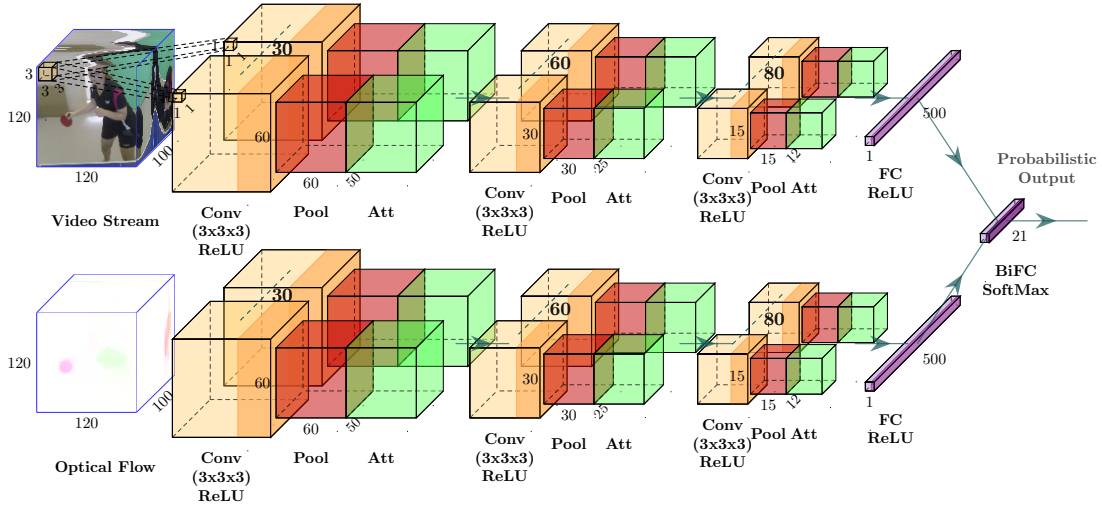 30
60
80
3
3
3
1
1
1
1
120
120
100
60
60
50
30
30
25
15
15
12
500
1
Video Stream
Conv
(3x3x3)
ReLU
Pool
Att
Conv
(3x3x3)
ReLU
Pool
Att
Conv
(3x3x3)
ReLU
Pool Att
FC
ReLU
Probabilistic
Output
21
BiFC
SoftMax
30
60
80
120
120
100
60
60
50
30
30
25
15
15
12
500
1
Optical Flow
Conv
(3x3x3)
ReLU
Pool
Att
Conv
(3x3x3)
ReLU
Pool
Att
Conv
(3x3x3)
ReLU
Pool Att
FC
ReLU